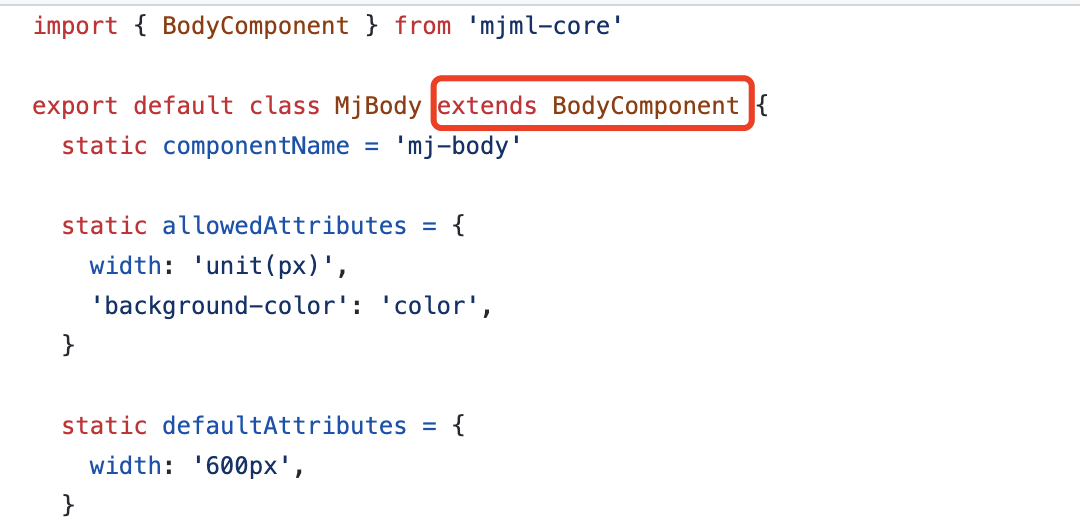 import { BodyComponent } from 'mjml-core'
export default class MjBody extends BodyComponent {
static componentName = 'mj-body'
static allowedAttributes = {
width: 'unit(px)',
'background-color': 'color',
}
static defaultAttributes = {
width: '600px',
}